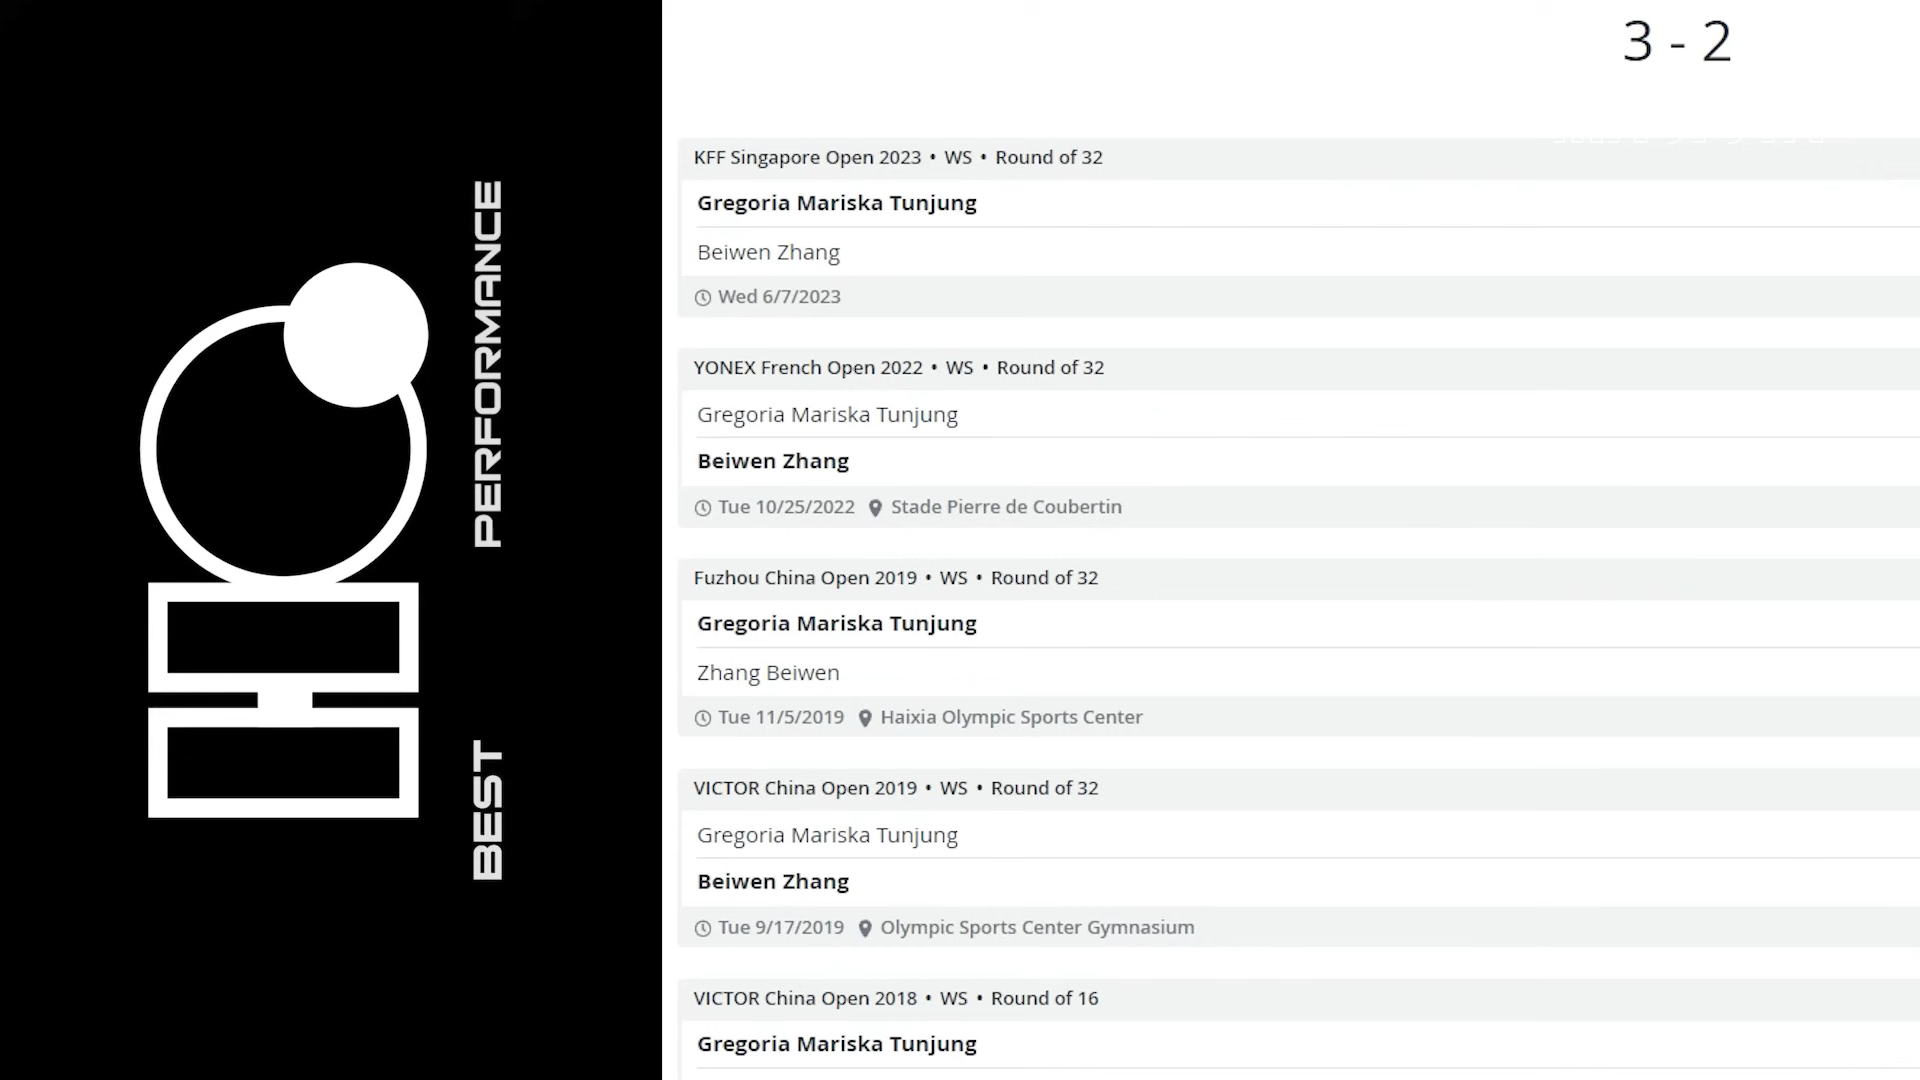 BEST PERFORMANCE
3 - 2
KFF Singapore Open 2023 • WS • Round of 32
Gregoria Mariska Tunjung
Beiwen Zhang
Wed 6/7/2023
YONEX French Open 2022 • WS • Round of 32
Gregoria Mariska Tunjung
Beiwen Zhang
Tue 10/25/2022 Stade Pierre de Coubertin
Fuzhou China Open 2019 • WS • Round of 32
Gregoria Mariska Tunjung
Zhang Beiwen
Tue 11/5/2019 Haixia Olympic Sports Center
VICTOR China Open 2019 • WS • Round of 32
Gregoria Mariska Tunjung
Beiwen Zhang
Tue 9/17/2019 Olympic Sports Center Gymnasium
VICTOR China Open 2018 • WS • Round of 16
Gregoria Mariska Tunjung